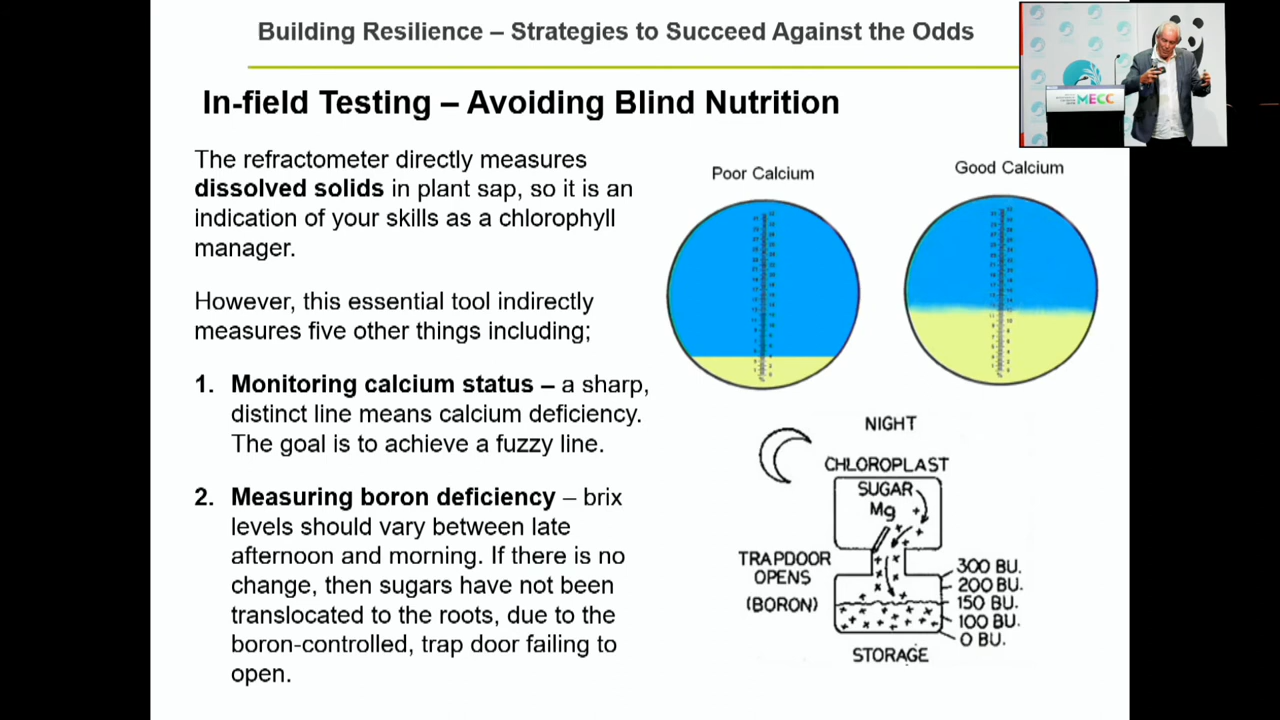 Building Resilience – Strategies to Succeed Against the Odds
In-field Testing – Avoiding Blind Nutrition
MECC
The refractometer directly measures
dissolved solids in plant sap, so it is an
indication of your skills as a chlorophyll
manager.
However, this essential tool indirectly
measures five other things including;
1. Monitoring calcium status – a sharp,
distinct line means calcium deficiency.
The goal is to achieve a fuzzy line.
2. Measuring boron deficiency – brix
levels should vary between late
afternoon and morning. If there is no
change, then sugars have not been
translocated to the roots, due to the
boron-controlled, trap door failing to
open.
Poor Calcium
Good Calcium
NIGHT
CHLOROPLAST
SUGAR
Mg
TRAPDOOR
OPENS
(BORON)
300 BU.
200 BU.
150 BU.
100 BU.
0 BU.
STORAGE